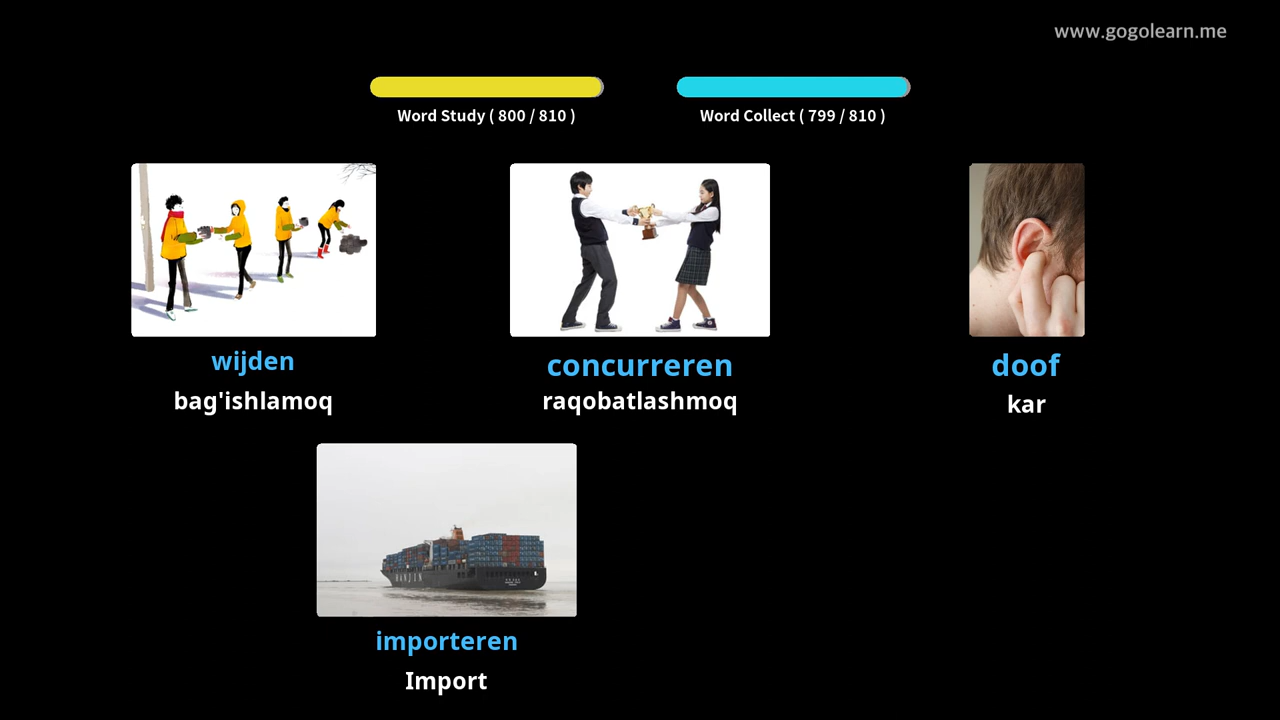 www.gogolearn.me
Word Study ( 800 / 810 )
Word Collect ( 799 / 810 )
wijden
concurreren
doof
bag'ishlamoq
raqobatlashmoq
kar
HANJIN
importeren
Import